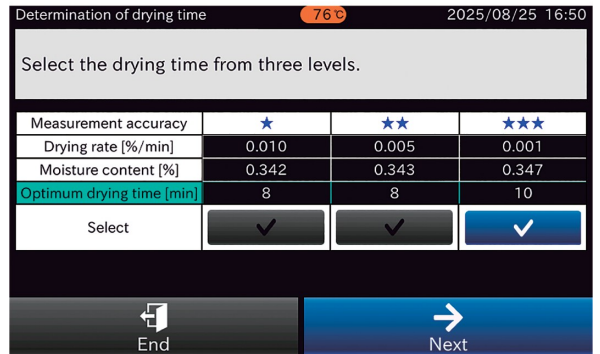 Determination of drying time 76℃ 2025/08/25 16:50
Select the drying time from three levels.
Measurement accuracy ★ ★★ ★★★
Drying rate [%/min] 0.010 0.005 0.001
Moisture content [%] 0.342 0.343 0.347
Optimum drying time [min] 8 8 10
Select
End Next